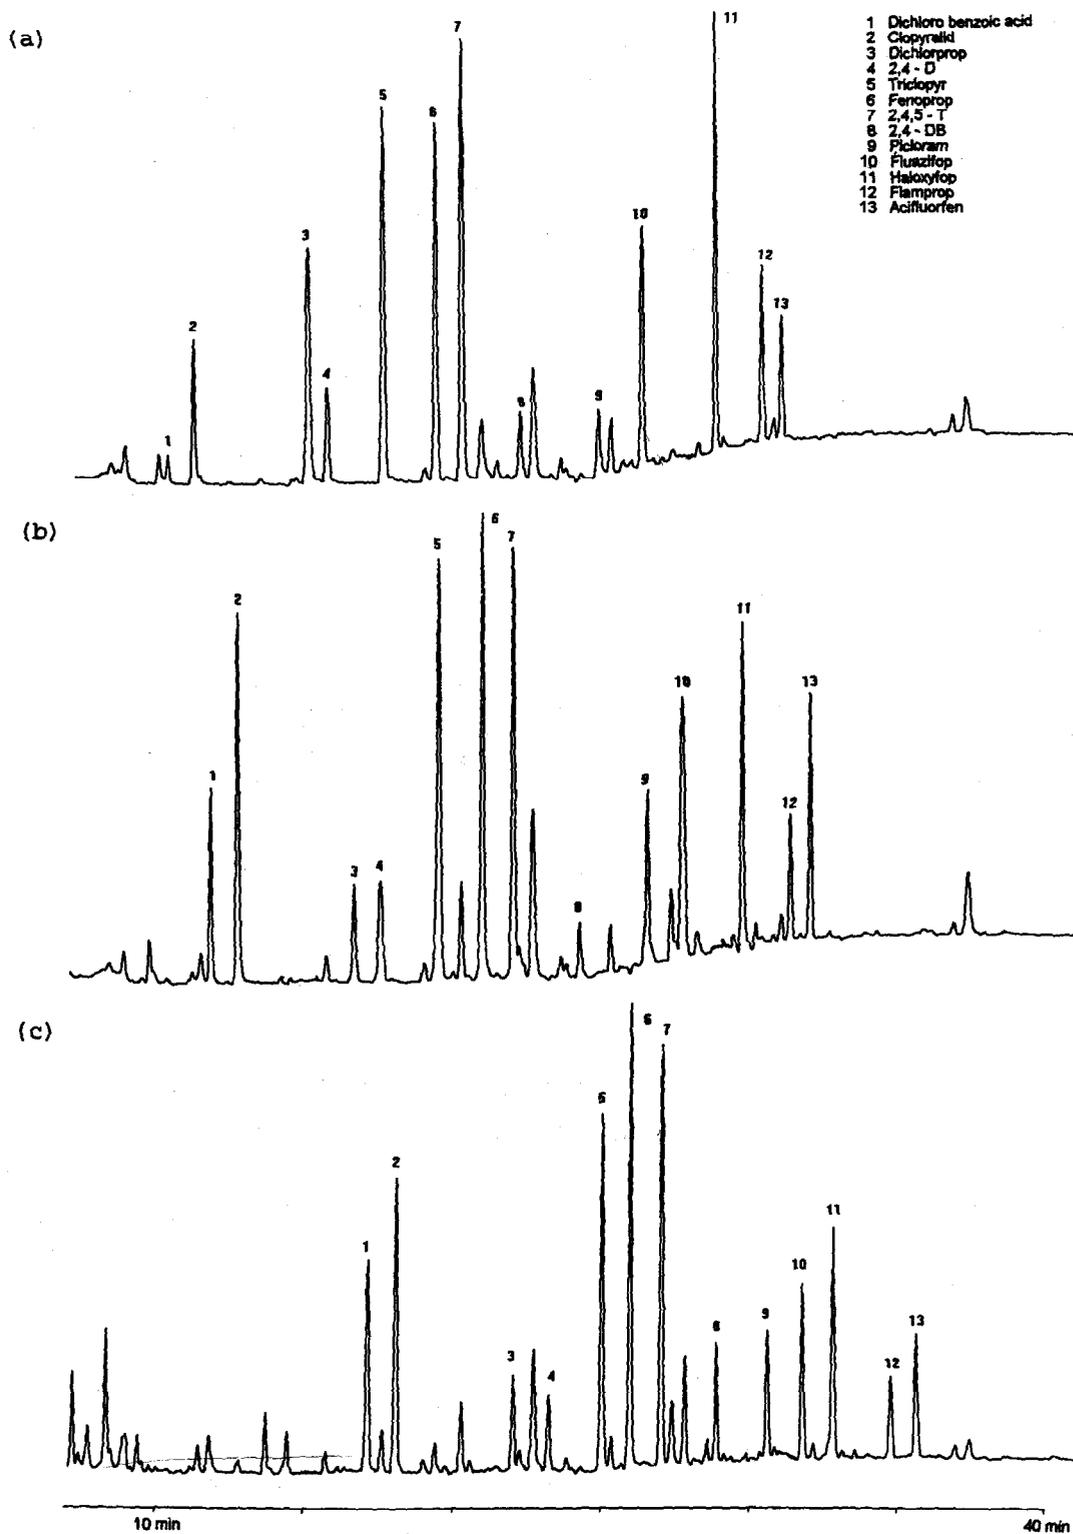 (a)
1 Dichloro benzoic acid
2 Clopyralid
3 Dichlorprop
4 2,4 - D
5 Triclopyr
6 Fenoprop
7 2,4,5 - T
8 2,4 - DB
9 Picloram
10 Fluazifop
11 Haloxyfop
12 Flamprop
13 Acifluorfen
1
2
3
4
5
6
7
8
9
10
11
12
13
(b)
1
2
3
4
5
6
7
8
9
10
11
12
13
(c)
1
2
3
4
5
6
7
8
9
10
11
12
13
10 min
40 min